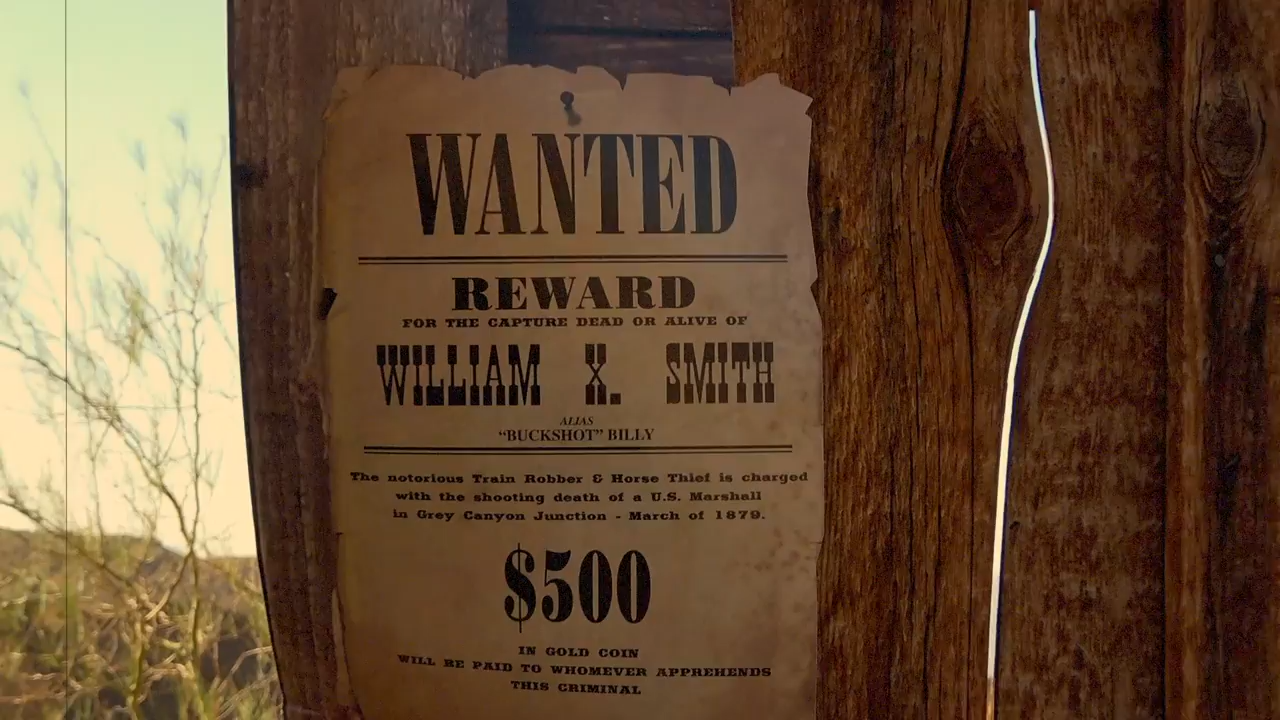 WANTED
REWARD
FOR THE CAPTURE DEAD OR ALIVE OF
WILLIAM X. SMITH
ALIAS
“BUCKSHOT” BILLY
The notorious Train Robber & Horse Thief is charged
with the shooting death of a U.S. Marshall
in Grey Canyon Junction - March of 1879.
$500
IN GOLD COIN
WILL BE PAID TO WHOMEVER APPREHENDS
THIS CRIMINAL